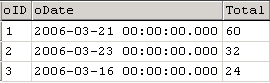 oID oDate Total
1 2006-03-21 00:00:00.000 60
2 2006-03-23 00:00:00.000 32
3 2006-03-16 00:00:00.000 24